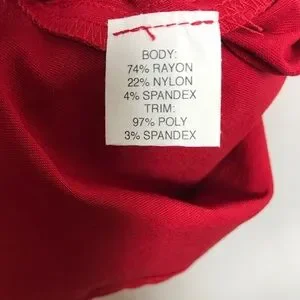 BODY:
74% RAYON
22% NYLON
4% SPANDEX
TRIM:
97% POLY
3% SPANDEX